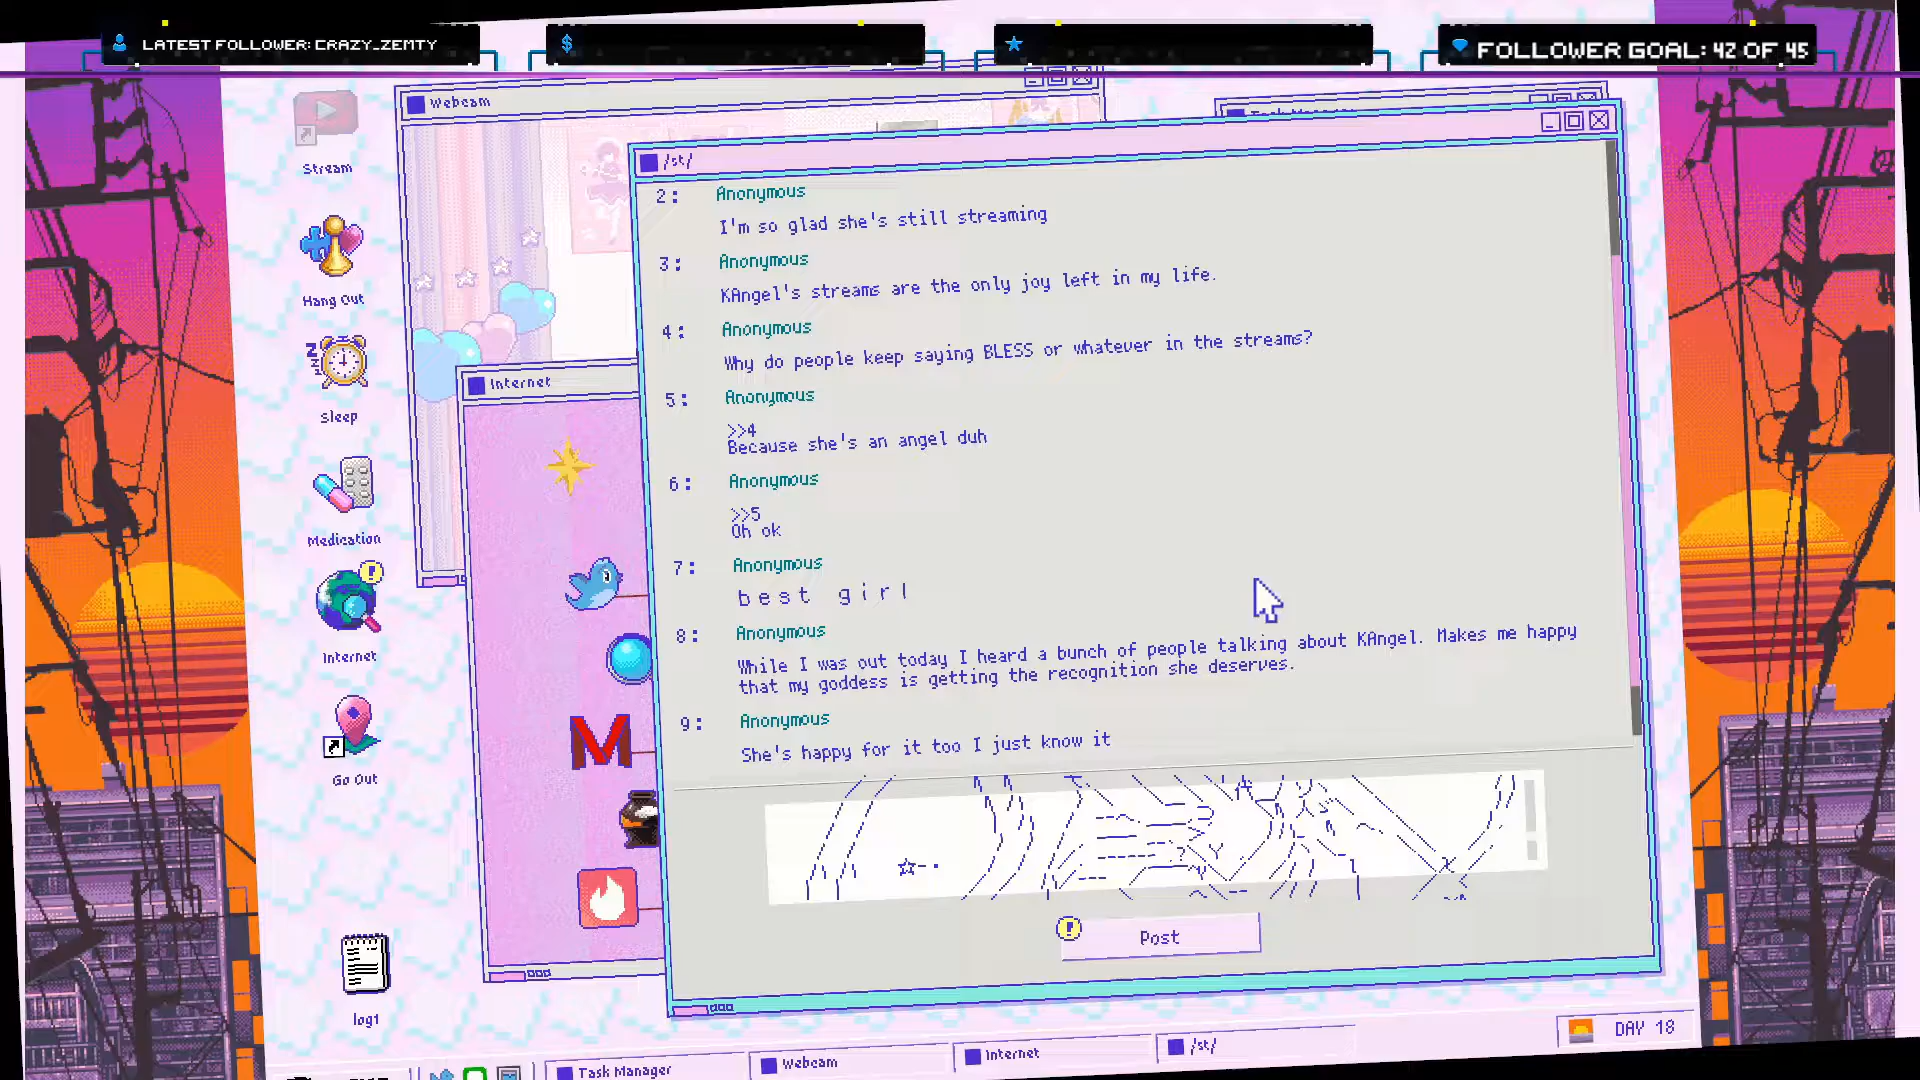 LATEST FOLLOWER: CRAZY_ZEMTY
FOLLOWER GOAL: 42 OF 45
Stream
Hang Out
Sleep
Medication
Internet
Go Out
log1
Webcam
Internet
/st/
2: Anonymous
I'm so glad she's still streaming
3: Anonymous
KAngel's streams are the only joy left in my life.
4: Anonymous
Why do people keep saying BLESS or whatever in the streams?
5: Anonymous
>>4
Because she's an angel duh
6: Anonymous
>>5
Oh ok
7: Anonymous
best girl
8: Anonymous
While I was out today I heard a bunch of people talking about KAngel. Makes me happy
that my goddess is getting the recognition she deserves.
9: Anonymous
She's happy for it too I just know it
Post
DAY 18
Task Manager
Webcam
Internet
/st/